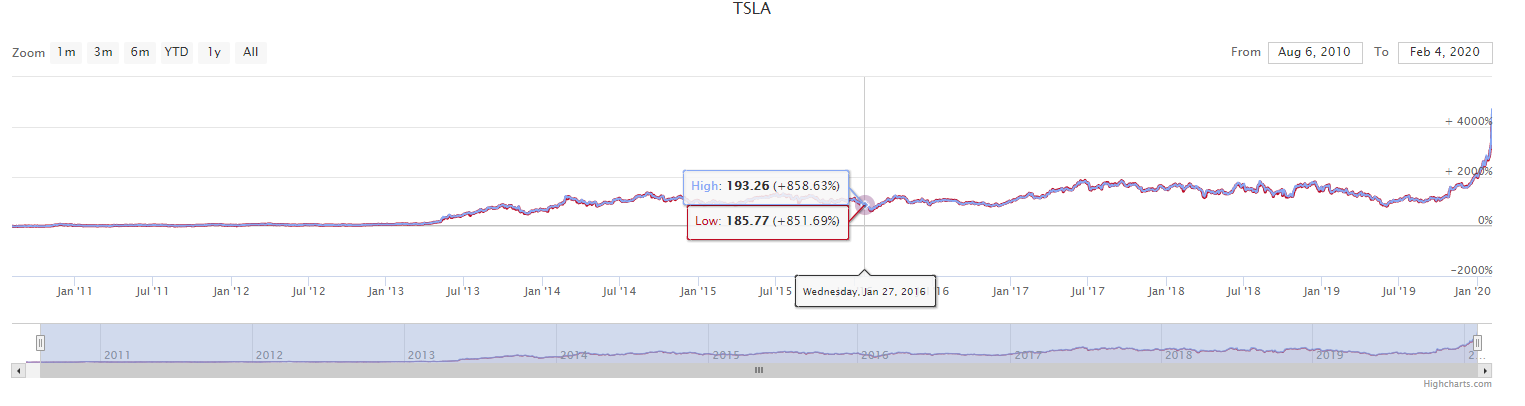 TSLA
Zoom 1m 3m 6m YTD 1y All From Aug 6, 2010 To Feb 4, 2020
+ 4000%
+ 2000%
High: 193.26 (+858.63%)
Low: 185.77 (+851.69%)
0%
-2000%
Jan '11 Jul '11 Jan '12 Jul '12 Jan '13 Jul '13 Jan '14 Jul '14 Jan '15 Jul '15 Wednesday, Jan 27, 2016 '16 Jan '17 Jul '17 Jan '18 Jul '18 Jan '19 Jul '19 Jan '20
2011 2012 2013 2014 2015 2016 2017 2018 2019 2…
Highcharts.com